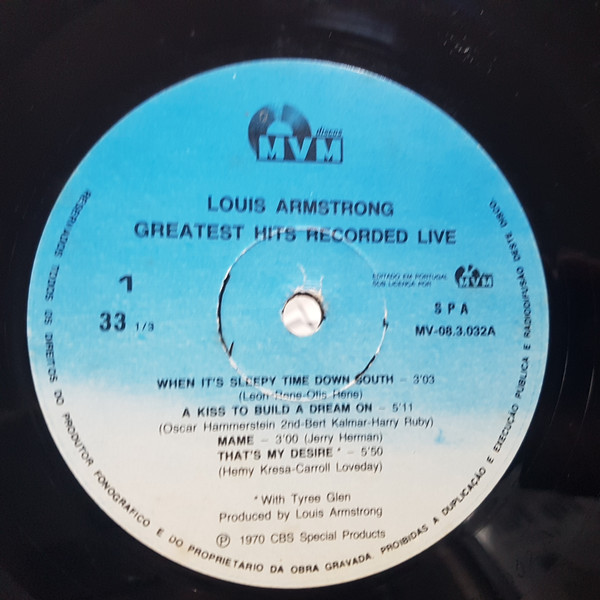 discos
MVM
LOUIS ARMSTRONG
GREATEST HITS RECORDED LIVE
1
33 1/3
EDITADO EM PORTUGAL
SOB LICENÇA POR
MVM
S P A
MV-08.3.032A
WHEN IT'S SLEEPY TIME DOWN SOUTH – 3'03
(Leon Rene-Otis Rene)
A KISS TO BUILD A DREAM ON – 5'11
(Oscar Hammerstein 2nd-Bert Kalmar-Harry Ruby)
MAME – 3'00 (Jerry Herman)
THAT'S MY DESIRE * – 5'50
(Hemy Kresa-Carroll Loveday)
* With Tyree Glen
Produced by Louis Armstrong
℗ 1970 CBS Special Products
RESERVADOS TODOS OS DIREITOS DO PRODUTOR FONOGRAFICO E DO PROPRIETARIO DA OBRA GRAVADA. PROIBIDAS A DUPLICAÇÃO E EXECUÇÃO PUBLICA E RADIODIFUSÃO DESTE DISCO.